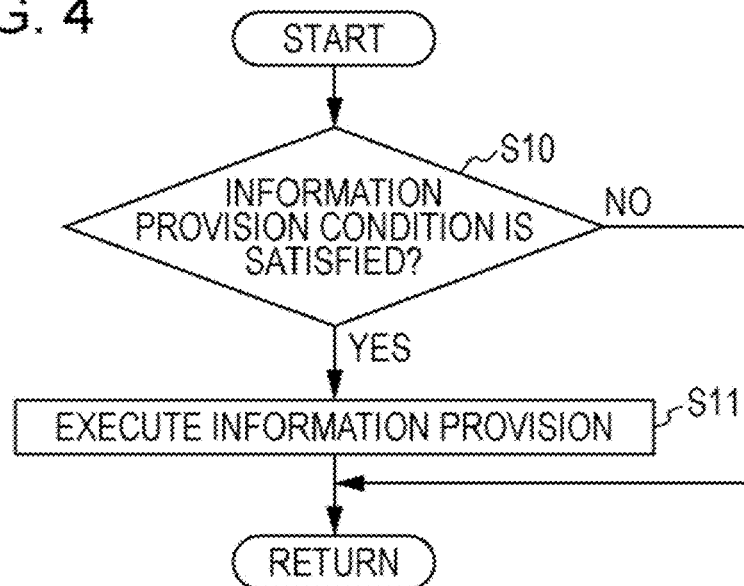 G. 4
START
S10
INFORMATION
PROVISION CONDITION IS
SATISFIED?
NO
YES
EXECUTE INFORMATION PROVISION
S11
RETURN